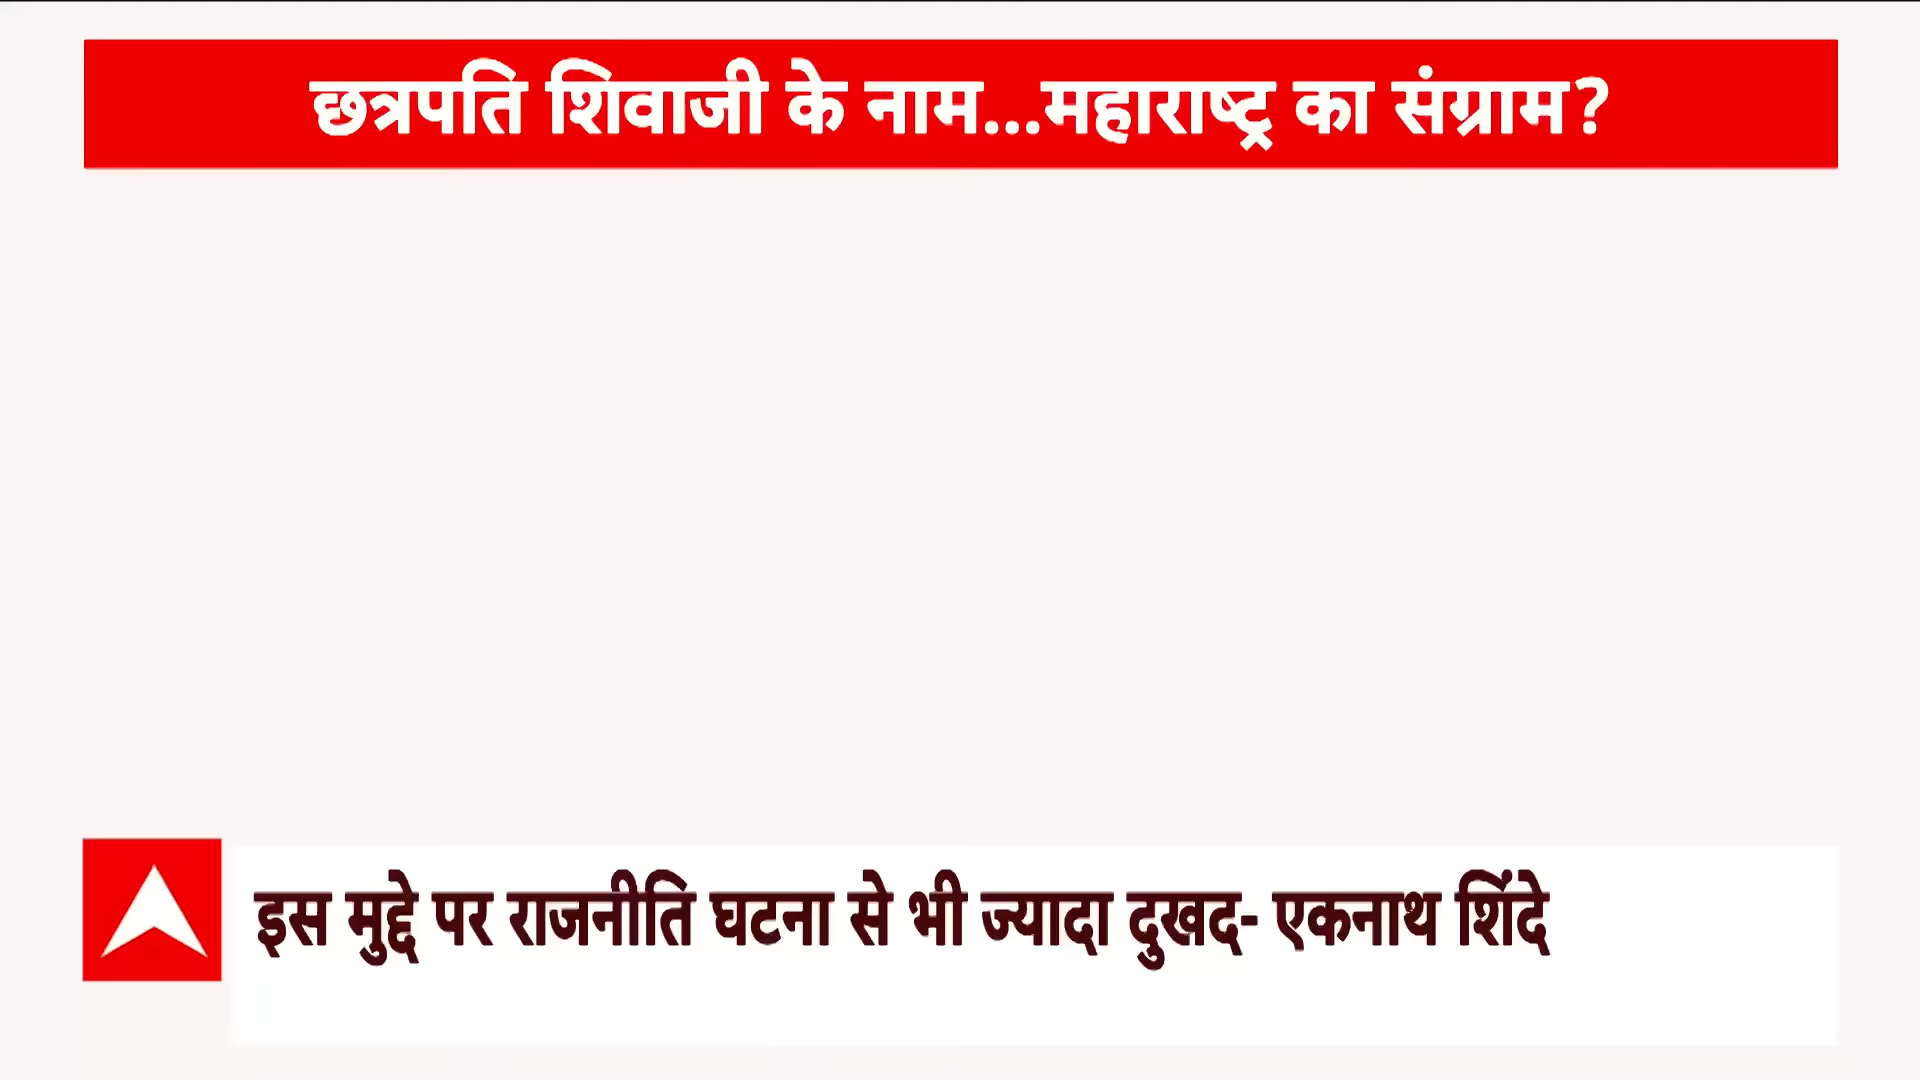 छत्रपति शिवाजी के नाम...महाराष्ट्र का संग्राम?
इस मुद्दे पर राजनीति घटना से भी ज्यादा दुखद- एकनाथ शिंदे